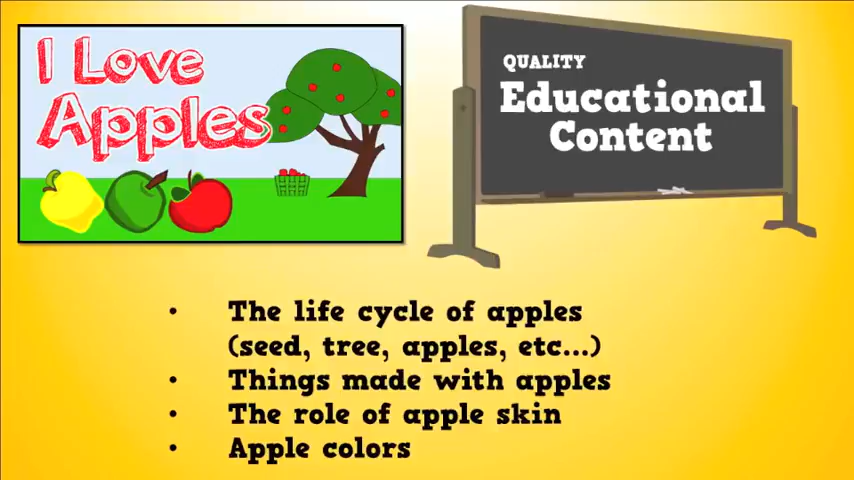 I Love
Apples
QUALITY
Educational
Content
• The life cycle of apples
(seed, tree, apples, etc...)
• Things made with apples
• The role of apple skin
• Apple colors